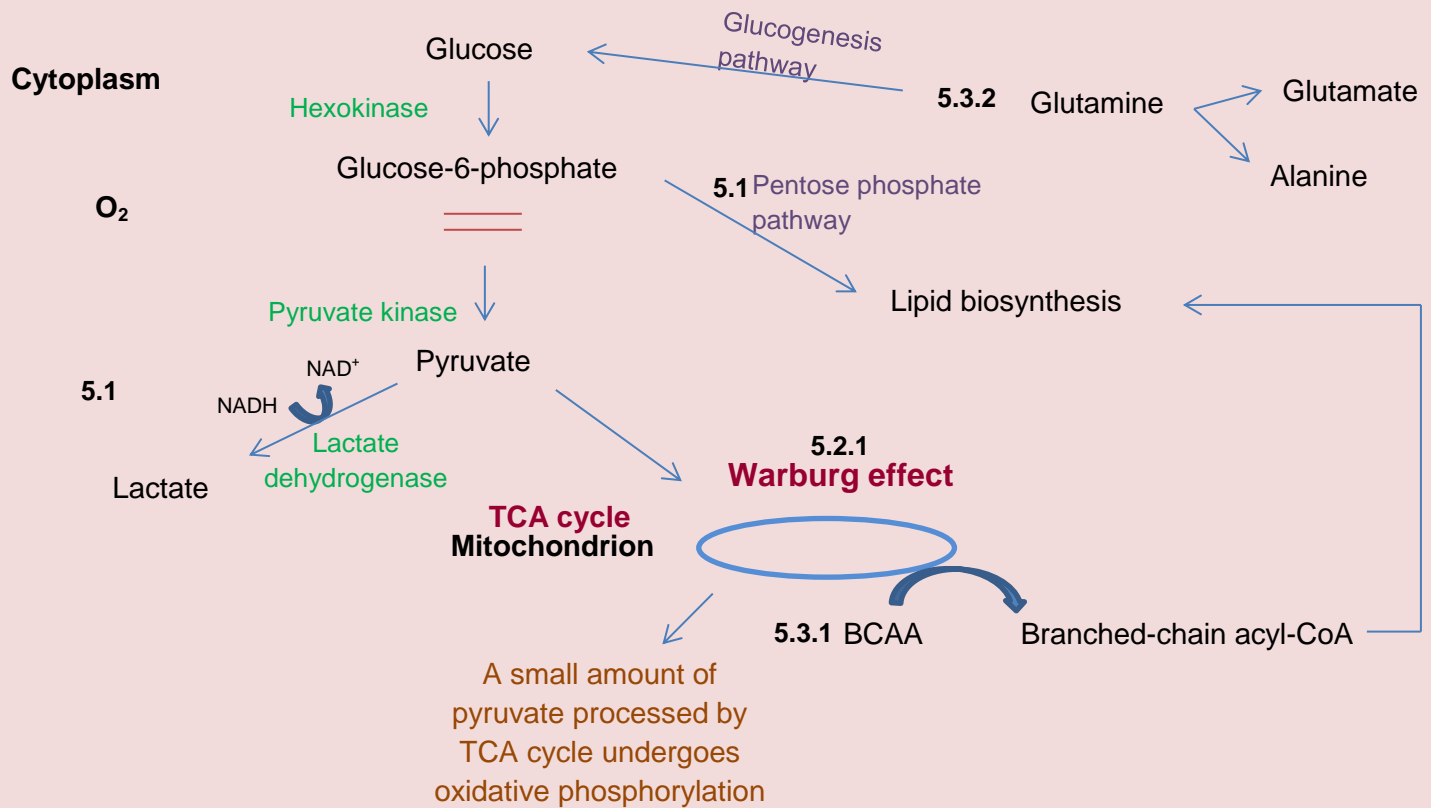 Glucogenesis
pathway
Glucose
Cytoplasm
5.3.2 Glutamine
Glutamate
Hexokinase
Glucose-6-phosphate
Alanine
5.1 Pentose phosphate
pathway
O₂
Lipid biosynthesis
Pyruvate kinase
Pyruvate
NAD⁺
5.1
NADH
Lactate
dehydrogenase
Lactate
5.2.1
Warburg effect
TCA cycle
Mitochondrion
5.3.1 BCAA
Branched-chain acyl-CoA
A small amount of
pyruvate processed by
TCA cycle undergoes
oxidative phosphorylation